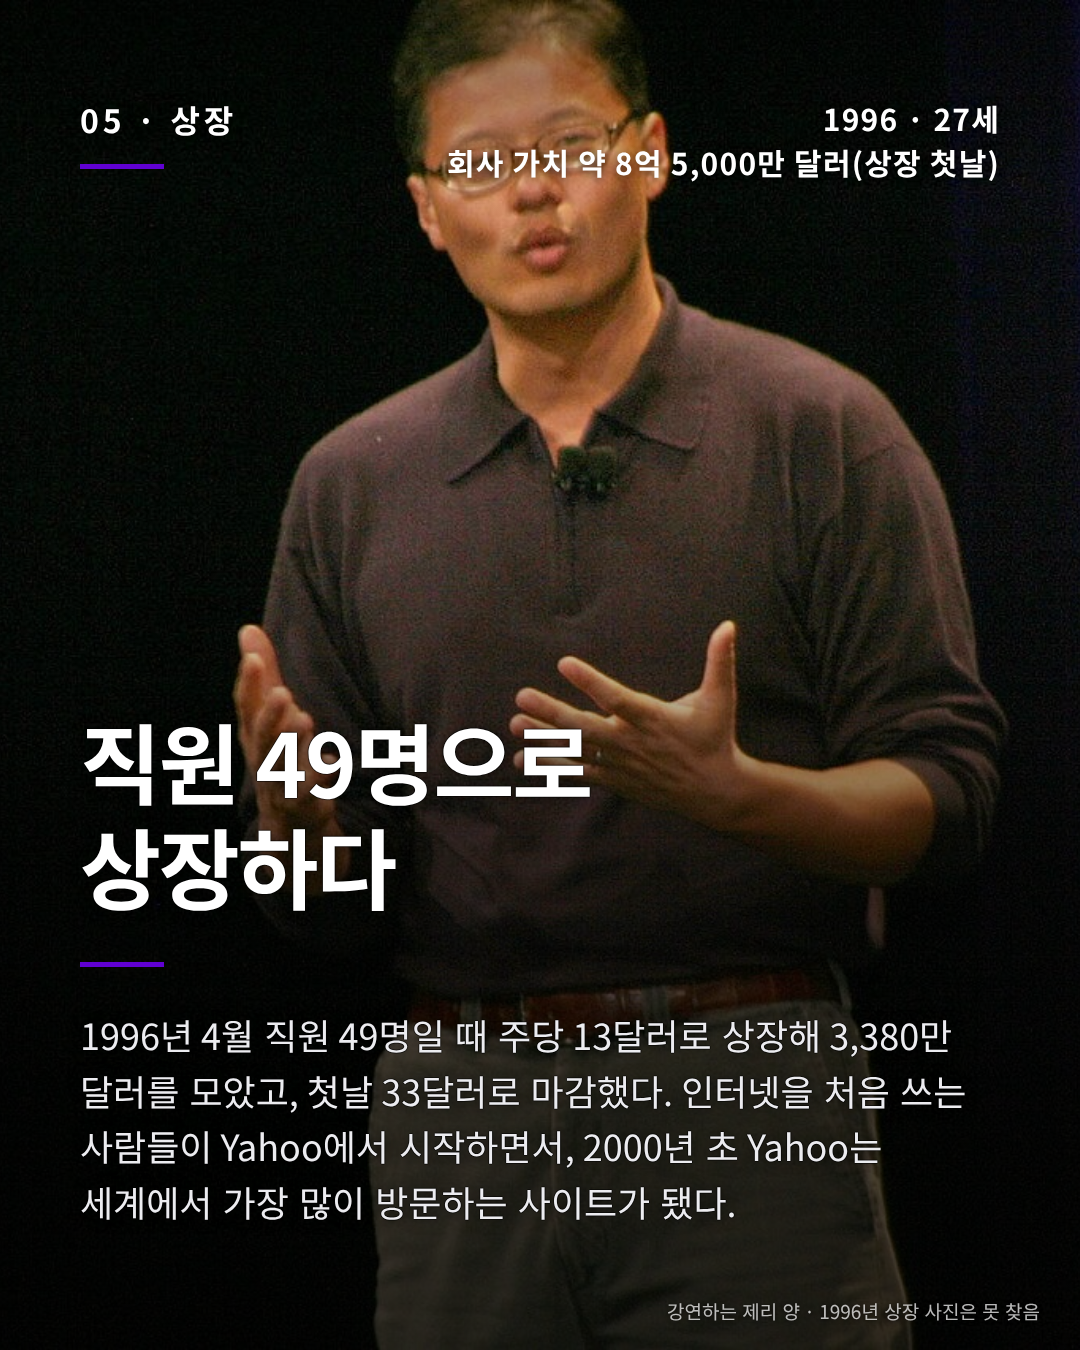 05 · 상장
1996 · 27세
회사 가치 약 8억 5,000만 달러(상장 첫날)
직원 49명으로
상장하다
1996년 4월 직원 49명일 때 주당 13달러로 상장해 3,380만
달러를 모았고, 첫날 33달러로 마감했다. 인터넷을 처음 쓰는
사람들이 Yahoo에서 시작하면서, 2000년 초 Yahoo는
세계에서 가장 많이 방문하는 사이트가 됐다.
강연하는 제리 양 · 1996년 상장 사진은 못 찾음